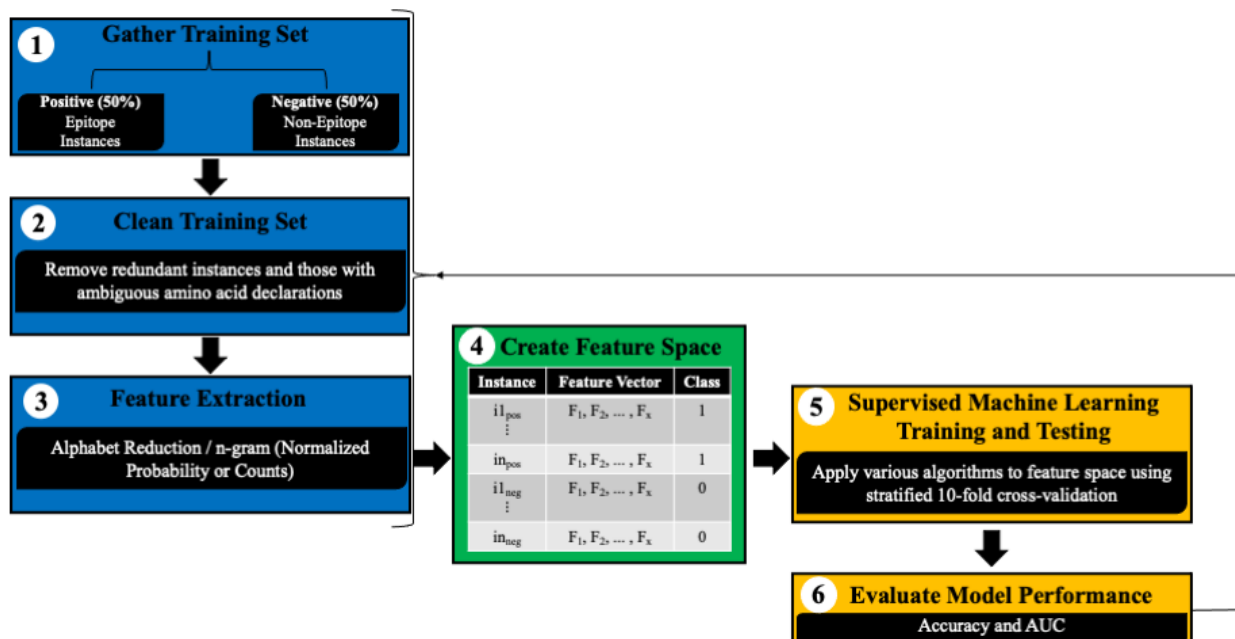 1
Gather Training Set
Positive (50%)
Epitope
Instances
Negative (50%)
Non-Epitope
Instances
2
Clean Training Set
Remove redundant instances and those with
ambiguous amino acid declarations
3
Feature Extraction
Alphabet Reduction / n-gram (Normalized
Probability or Counts)
4
Create Feature Space
Instance Feature Vector Class
i1pos F1, F2, ... , Fx 1
⋮
inpos F1, F2, ... , Fx 1
i1neg F1, F2, ... , Fx 0
⋮
inneg F1, F2, ... , Fx 0
5
Supervised Machine Learning
Training and Testing
Apply various algorithms to feature space using
stratified 10-fold cross-validation
6
Evaluate Model Performance
Accuracy and AUC